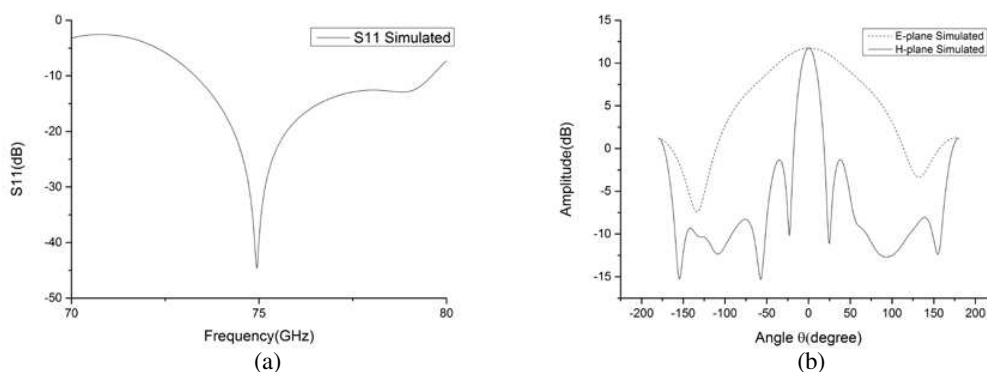 0
-10
-20
-30
-40
-50
70
75
80
S11(dB)
Frequency(GHz)
S11 Simulated
(a)
15
10
5
0
-5
-10
-15
-200
-150
-100
-50
0
50
100
150
200
Amplitude(dB)
Angle θ(degree)
E-plane Simulated
H-plane Simulated
(b)